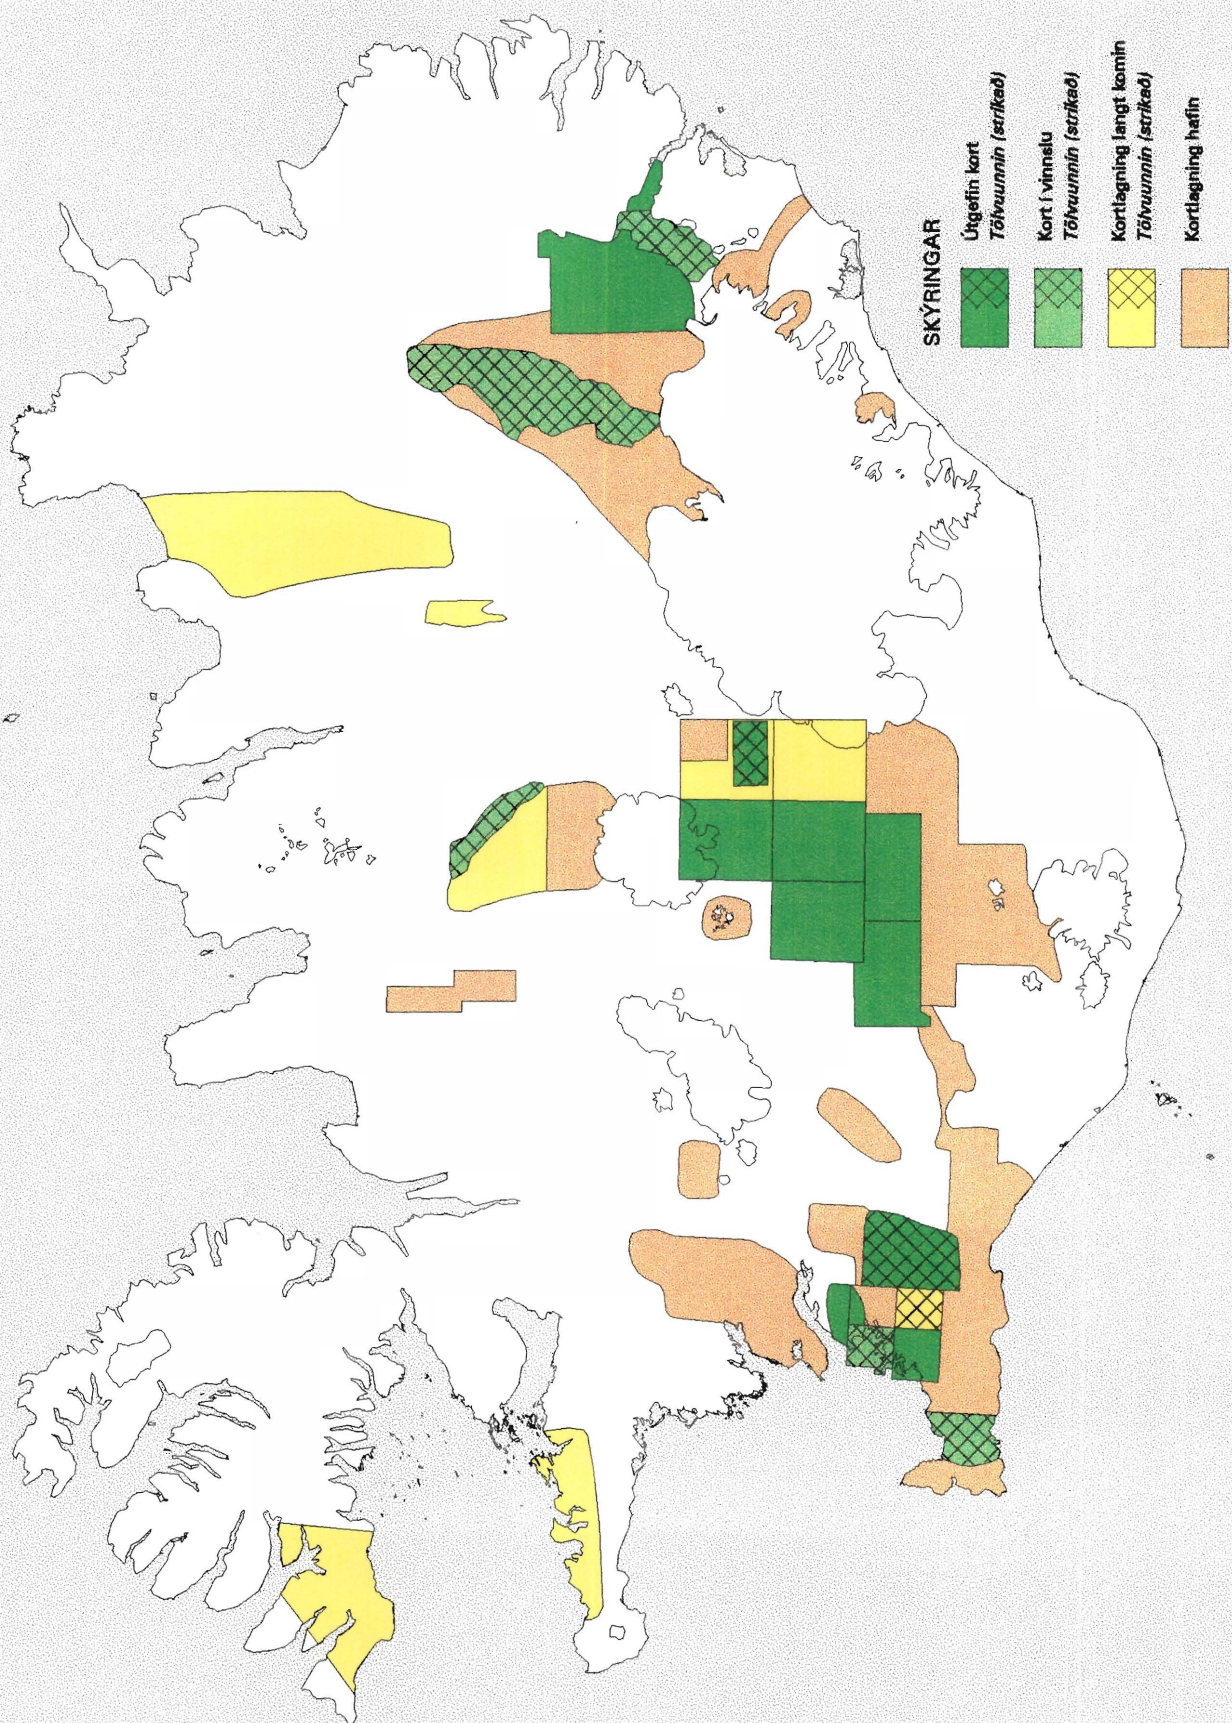 SKÝRINGAR
Útgefin kort
Tölvuunnin (strikað)
Kort í vinnslu
Tölvuunnin (strikað)
Kortlagning langt komin
Tölvuunnin (strikað)
Kortlagning hafin